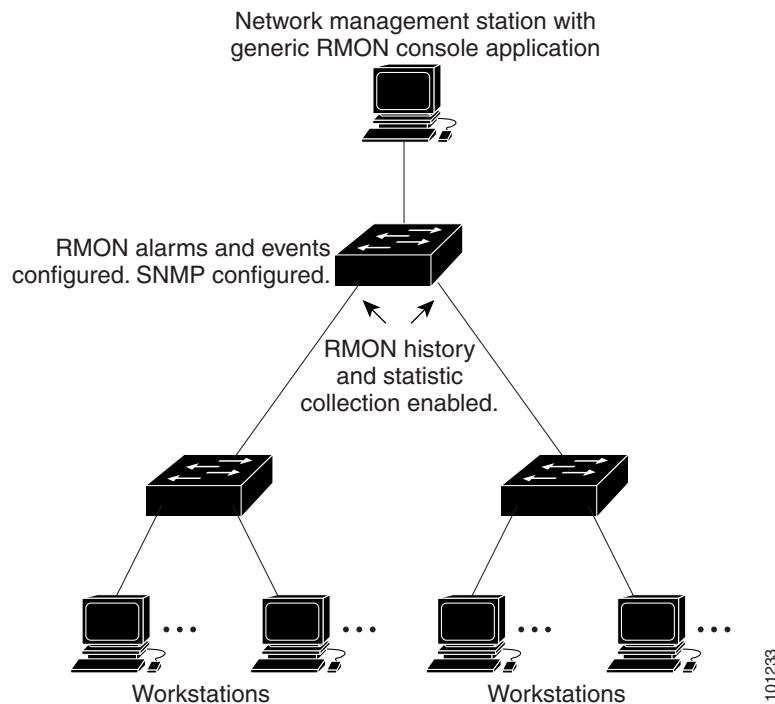 Network management station with
generic RMON console application
RMON alarms and events
configured. SNMP configured.
RMON history
and statistic
collection enabled.
Workstations
Workstations
101233